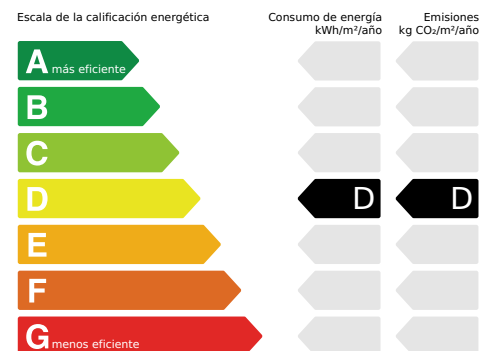 Escala de la calificación energética
Consumo de energía
kWh/m²/año
Emisiones
kg CO₂/m²/año
A más eficiente
B
C
D D D
E
F
G menos eficiente